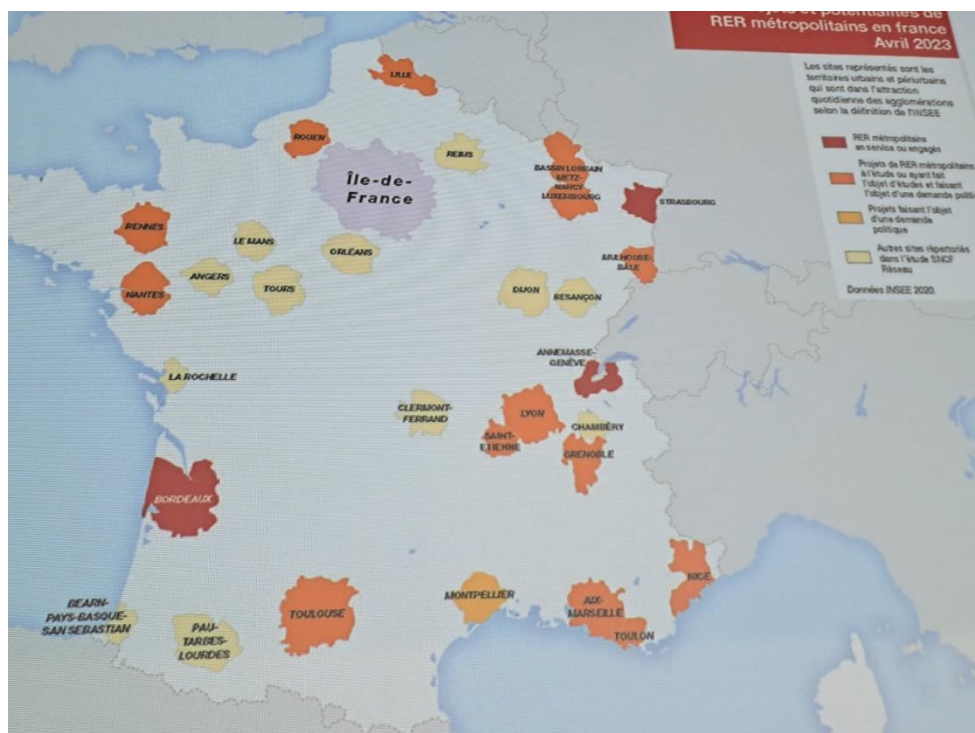 et potentialités de
RER métropolitains en france
Avril 2023
Les sites représentés sont les
territoires urbains et périurbains
qui sont dans l'attraction
quotidienne des agglomérations
selon la définition de l'INSEE
RER métropolitains
en service ou engagés
Projets de RER métropolitains
à l'étude ou ayant fait
l'objet d'études et faisant
l'objet d'une demande
Projets faisant l'objet
d'une demande
politique
Autres sites répertoriés
dans l'étude SNCF
Réseau
Données INSEE 2020.
LILLE
ROUEN
REIMS
Île-de-
France
BASSIN LORRAIN
METZ-
NANCY
LUXEMBOURG
STRASBOURG
RENNES
LE MANS
ORLÉANS
MULHOUSE-
BÂLE
NANTES
ANGERS
TOURS
DIJON
BESANÇON
ANNEMASSE-
GENÈVE
LA ROCHELLE
CLERMONT-
FERRAND
LYON
CHAMBÉRY
SAINT-
ETIENNE
GRENOBLE
BORDEAUX
NICE
MONTPELLIER
AIX-
MARSEILLE
TOULON
TOULOUSE
BEARN-
PAYS-BASQUE-
SAN SEBASTIAN
PAU-
TARBES-
LOURDES